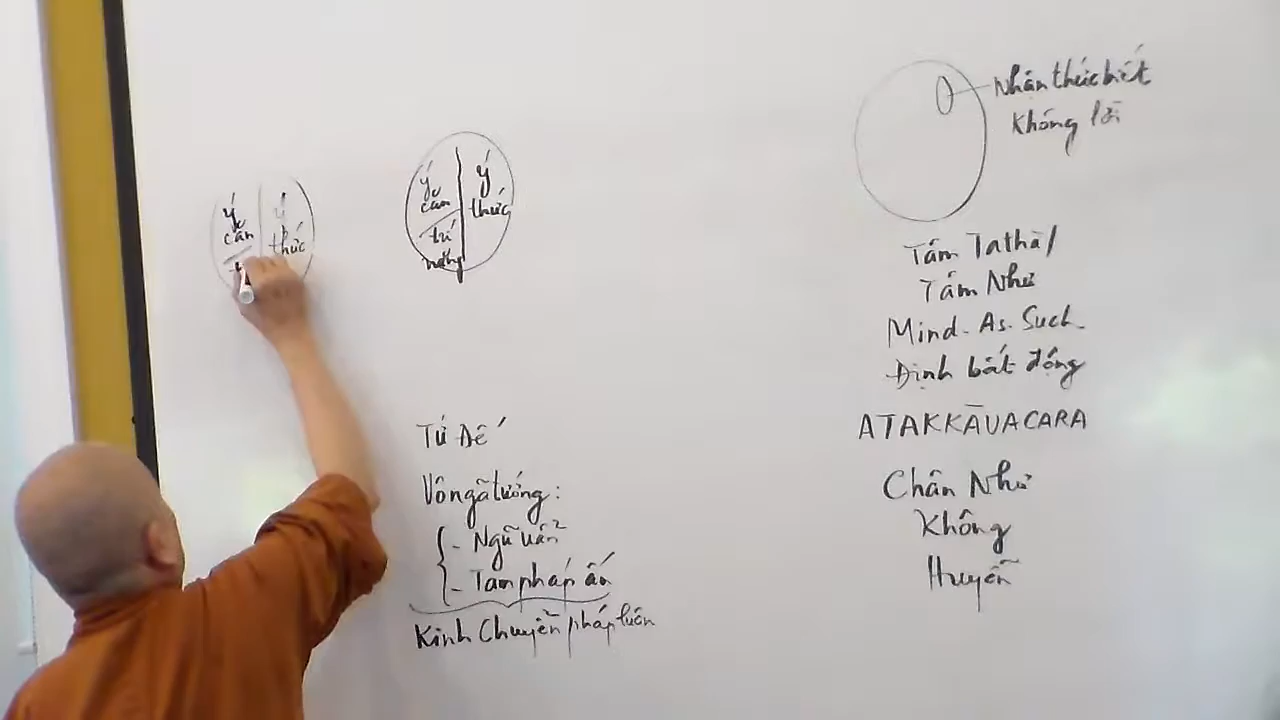 ý
căn
ý
thức
ý
căn
trí
năng
ý
thức
Tứ Đế
Vô ngã tướng:
- Ngũ uẩn
- Tam pháp ấn
Kinh Chuyển pháp luân
Nhận thức biết
không lời
Tâm Tathā
Tâm Như
Mind-As-Such
Định bất động
ATAKKĀVACARA
Chân Như
Không
Huyễn